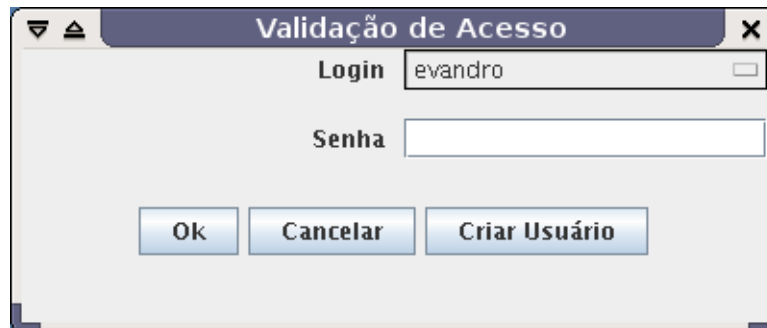 Validação de Acesso
Login evandro
Senha
Ok Cancelar Criar Usuário